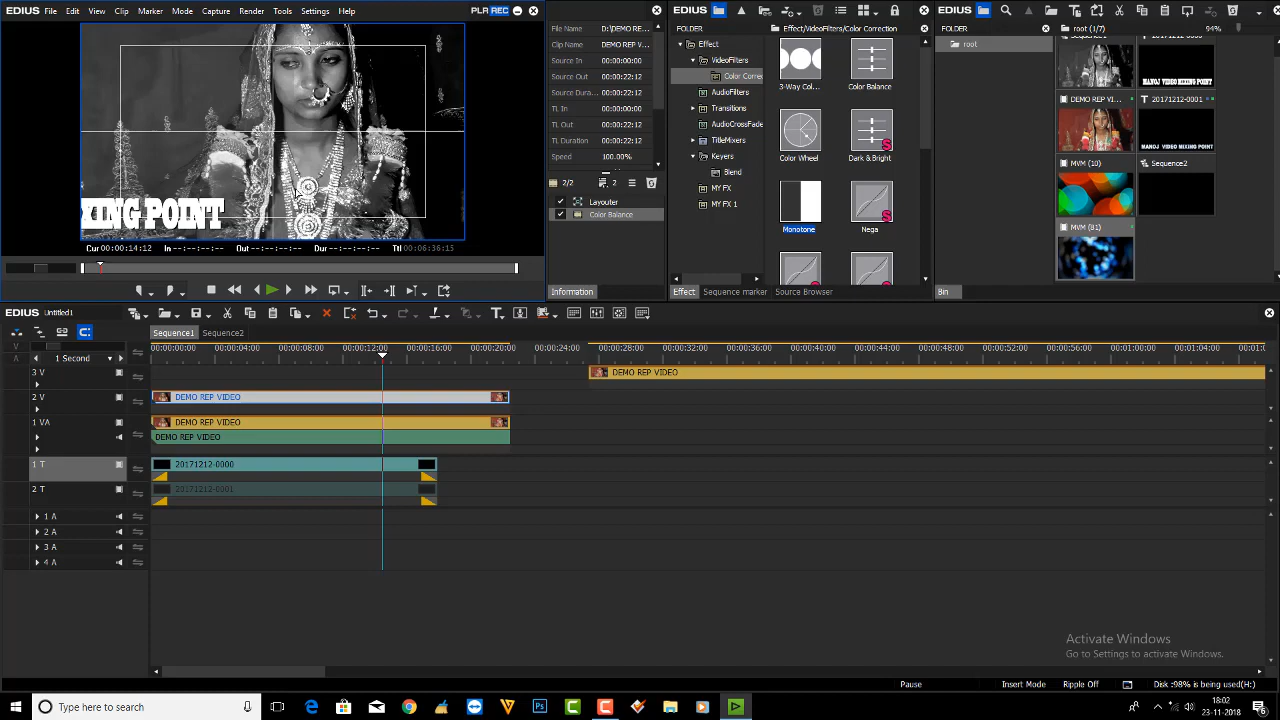 EDIUS File Edit View Clip Marker Mode Capture Render Tools Settings Help PLR REC
XING POINT
Cur 00:00:14:12 In --:--:--:-- Out --:--:--:-- Dur --:--:--:-- Ttl 00:06:36:15
File Name D:\DEMO RE...
Clip Name DEMO REP V...
Source In 00:00:00:00
Source Out 00:00:22:12
Source Dura... 00:00:22:12
TL In 00:00:00:00
TL Out 00:00:22:12
TL Duration 00:00:22:12
Speed 100.00%
2/2 2
Layouter
Color Balance
Information
EDIUS
FOLDER
Effect
VideoFilters
Color Correc
AudioFilters
Transitions
AudioCrossFade
TitleMixers
Keyers
Blend
MY FX
MY FX 1
Effect/VideoFilters/Color Correction
3-Way Col... Color Balance
Color Wheel Dark & Bright
Monotone Nega
Effect Sequence marker Source Browser
EDIUS
FOLDER
root
root (1/7) 94%
MANOJ VIDEO MIXING POINT
DEMO REP VI... 20171212-0001
MANOJ VIDEO MIXING POINT
MVM (10) Sequence2
MVM (81)
Bin
EDIUS Untitled1
Sequence1 Sequence2
V
A
1 Second
00:00:00:00 00:00:04:00 00:00:08:00 00:00:12:00 00:00:16:00 00:00:20:00 00:00:24:00 00:00:28:00 00:00:32:00 00:00:36:00 00:00:40:00 00:00:44:00 00:00:48:00 00:00:52:00 00:00:56:00 00:01:00:00 00:01:04:00 00:01:0
3 V DEMO REP VIDEO
2 V DEMO REP VIDEO
1 VA DEMO REP VIDEO
DEMO REP VIDEO
1 T 20171212-0000
2 T 20171212-0001
1 A
2 A
3 A
4 A
Activate Windows
Go to Settings to activate Windows.
Pause Insert Mode Ripple Off Disk :98% is being used(H:)
Type here to search
18:02
23-11-2018